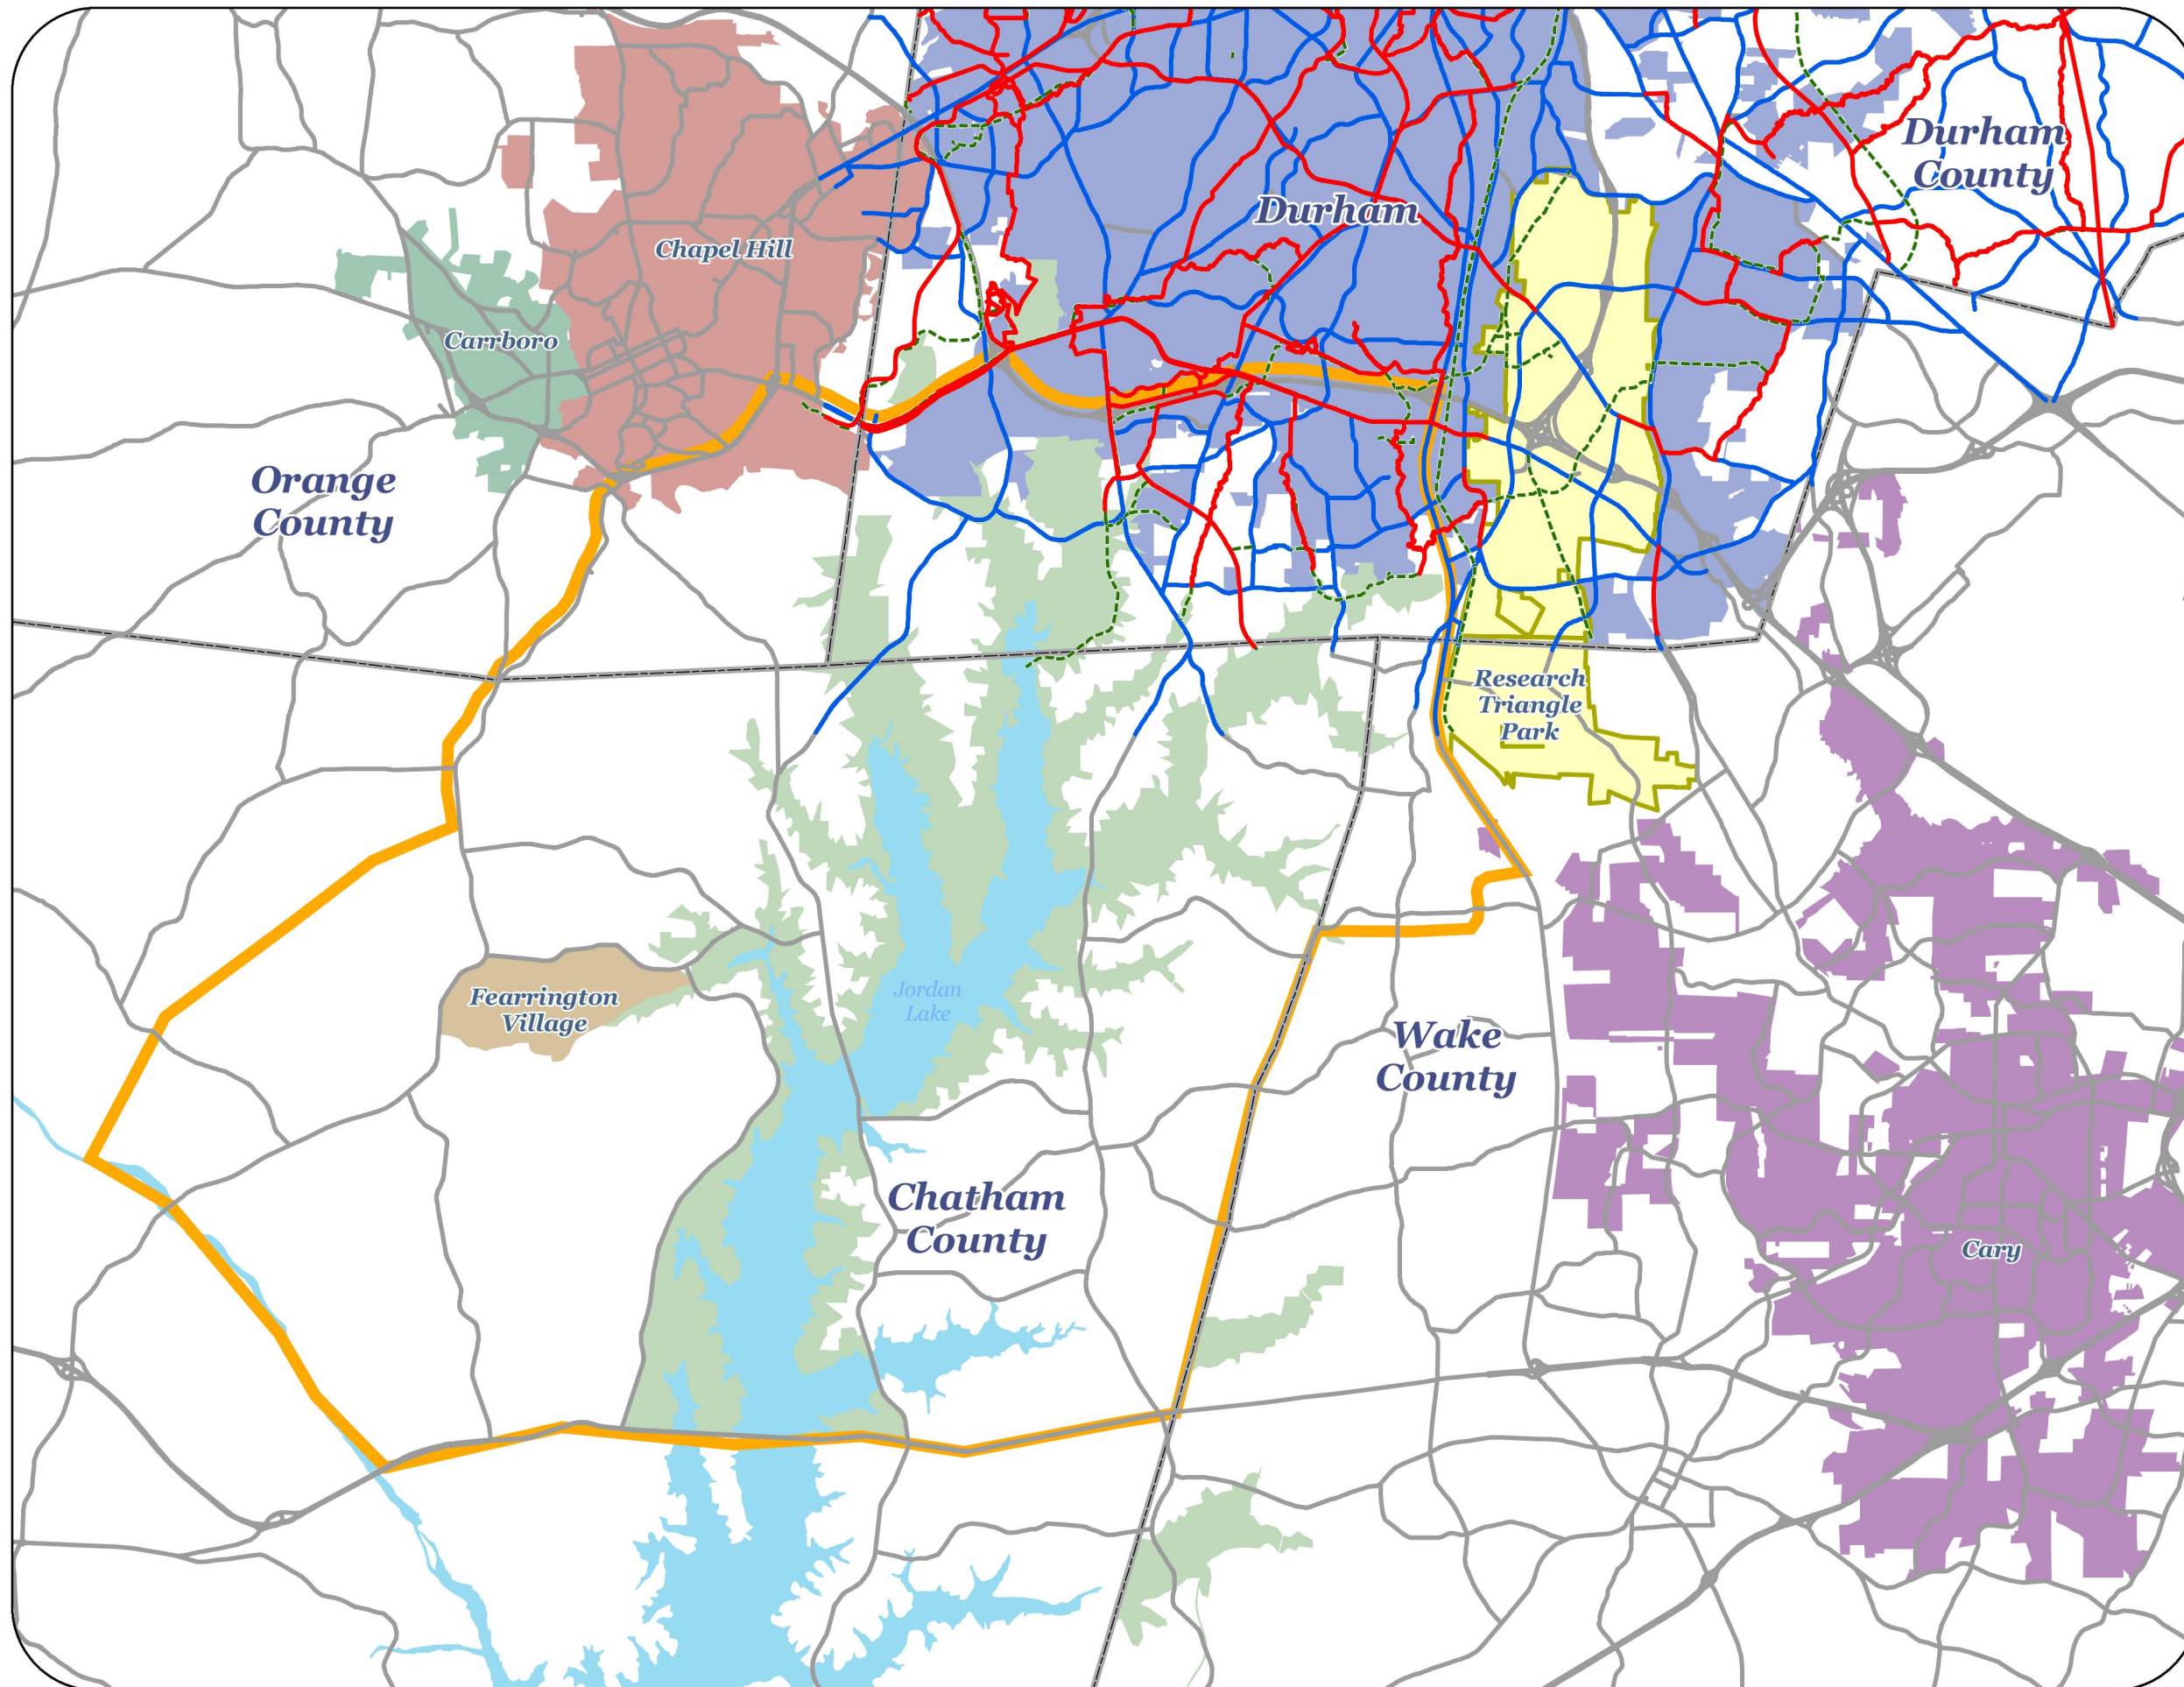 Durham
County
Durham
Chapel Hill
Carrboro
Orange
County
Research
Triangle
Park
Fearrington
Village
Jordan
Lake
Wake
County
Chatham
County
Cary